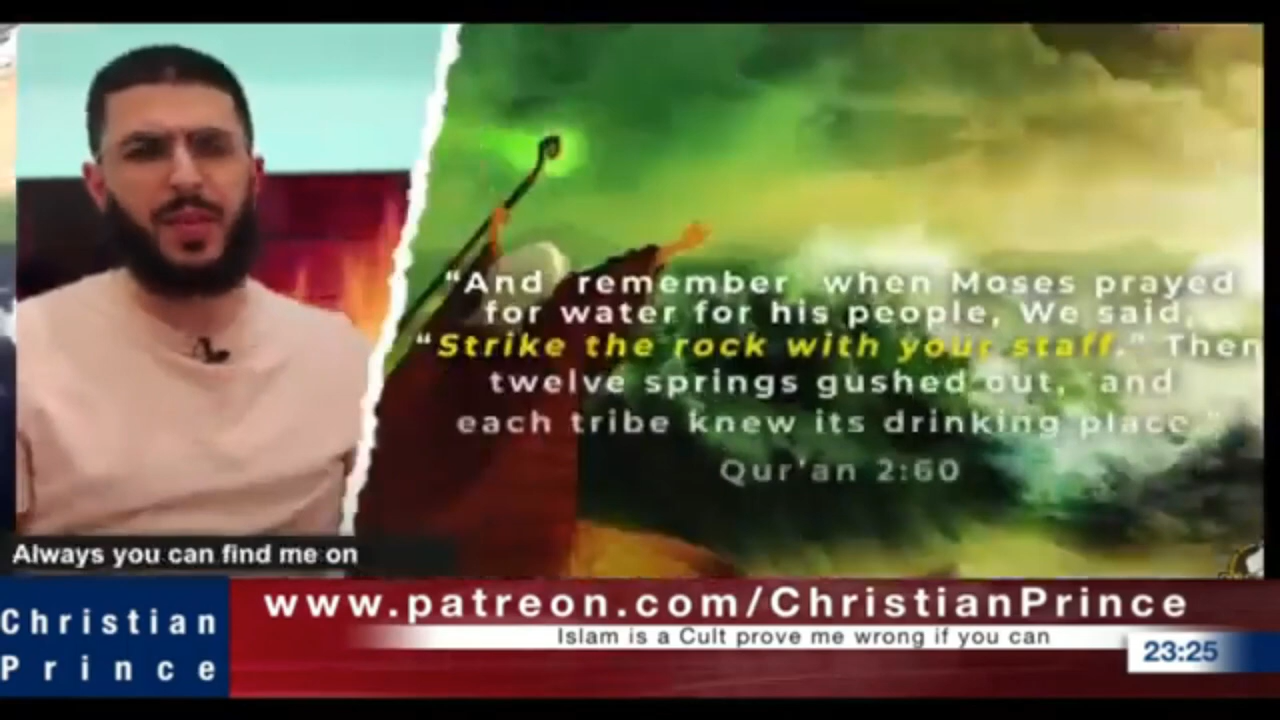 “And remember when Moses prayed
for water for his people, We said,
“Strike the rock with your staff.” Then
twelve springs gushed out, and
each tribe knew its drinking place.”
Qur’an 2:60
Always you can find me on
www.patreon.com/ChristianPrince
Christian
Prince
Islam is a Cult prove me wrong if you can
23:25